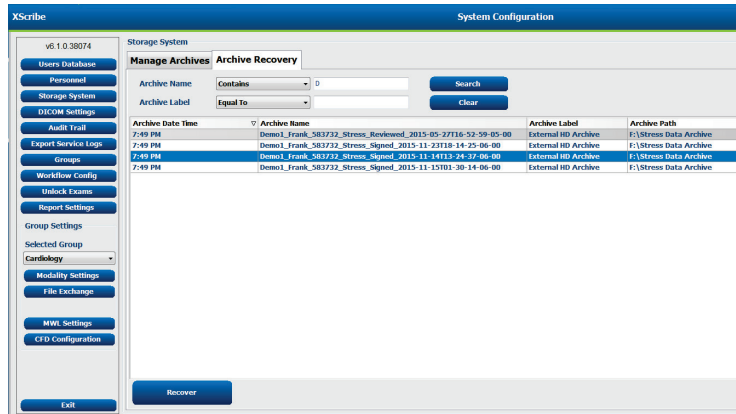 XScribe
System Configuration
v6.1.0.38074
Users Database
Personnel
Storage System
DICOM Settings
Audit Trail
Export Service Logs
Groups
Workflow Config
Unlock Exams
Report Settings
Group Settings
Selected Group
Cardiology
Modality Settings
File Exchange
MWL Settings
CFD Configuration
Exit
Storage System
Manage Archives Archive Recovery
Archive Name Contains D Search
Archive Label Equal To Clear
Archive Date Time Archive Name Archive Label Archive Path
7:49 PM Demo1_Frank_583732_Stress_Reviewed_2015-05-27T16-52-59-05-00 External HD Archive F:\Stress Data Archive
7:49 PM Demo1_Frank_583732_Stress_Signed_2015-11-23T18-14-25-06-00 External HD Archive F:\Stress Data Archive
7:49 PM Demo1_Frank_583732_Stress_Signed_2015-11-14T13-24-37-06-00 External HD Archive F:\Stress Data Archive
7:49 PM Demo1_Frank_583732_Stress_Signed_2015-11-15T01-30-14-06-00 External HD Archive F:\Stress Data Archive
Recover